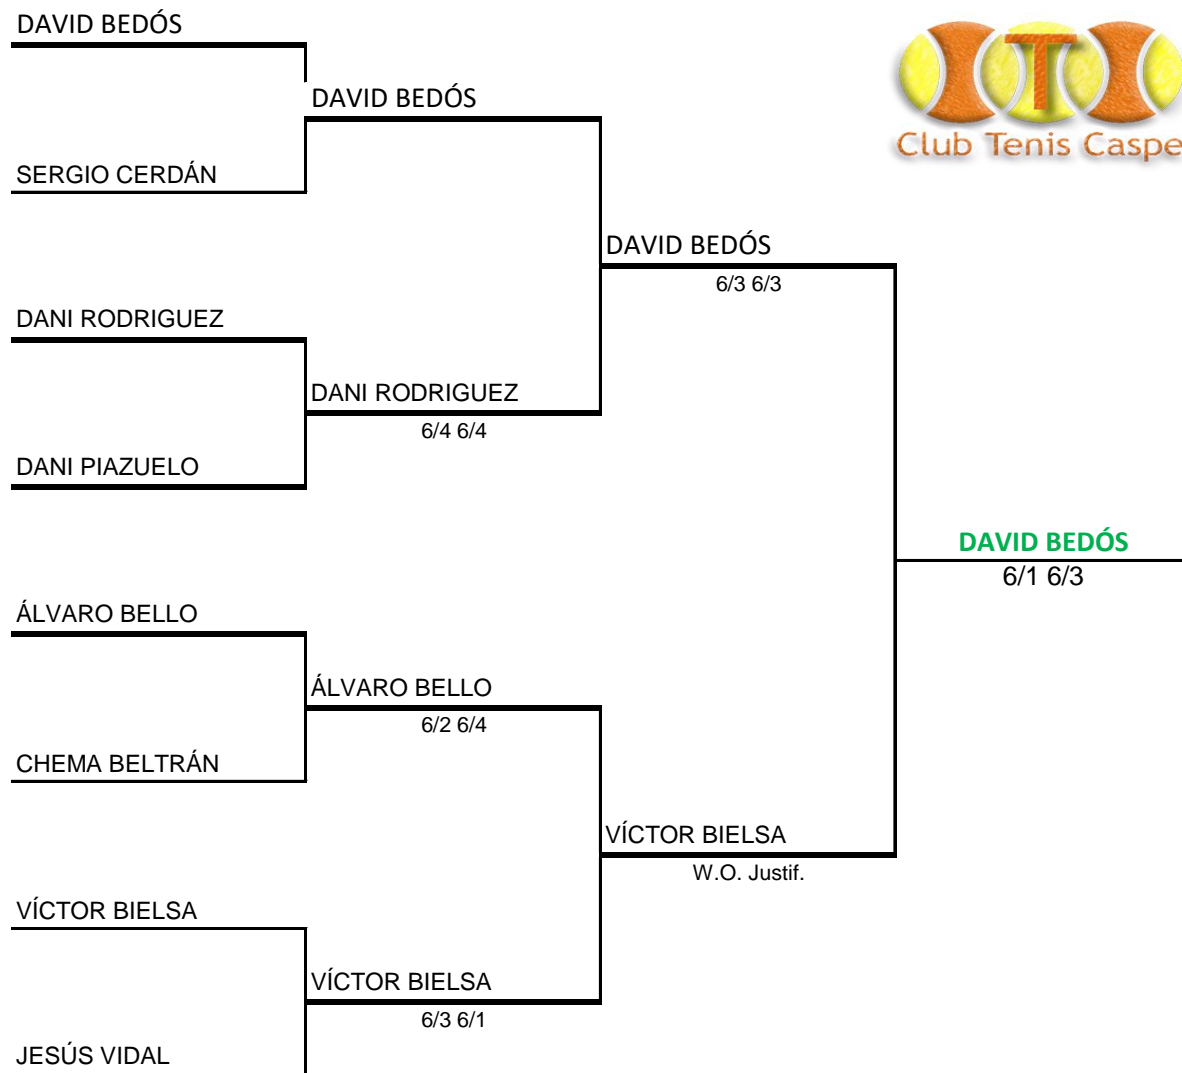 DAVID BEDÓS
DAVID BEDÓS
SERGIO CERDÁN
DAVID BEDÓS
6/3 6/3
DANI RODRIGUEZ
DANI RODRIGUEZ
6/4 6/4
DANI PIAZUELO
DAVID BEDÓS
6/1 6/3
ÁLVARO BELLO
ÁLVARO BELLO
6/2 6/4
CHEMA BELTRÁN
VÍCTOR BIELSA
W.O. Justif.
VÍCTOR BIELSA
VÍCTOR BIELSA
6/3 6/1
JESÚS VIDAL
T
Club Tenis Caspe